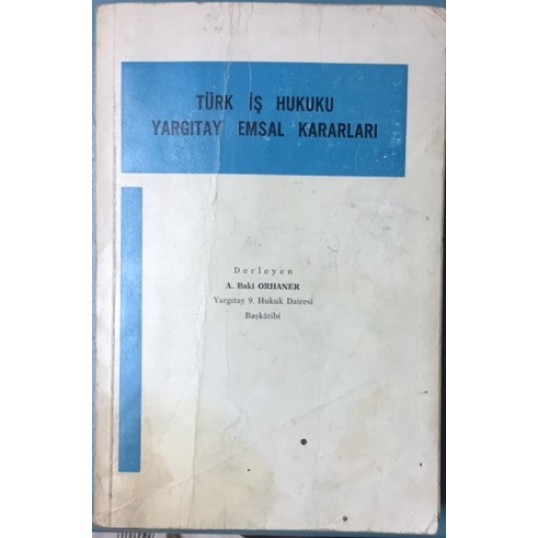 TÜRK İŞ HUKUKU
YARGITAY EMSAL KARARLARI
Derleyen
A. Baki ORHANER
Yargıtay 9. Hukuk Dairesi
Başkâtibi